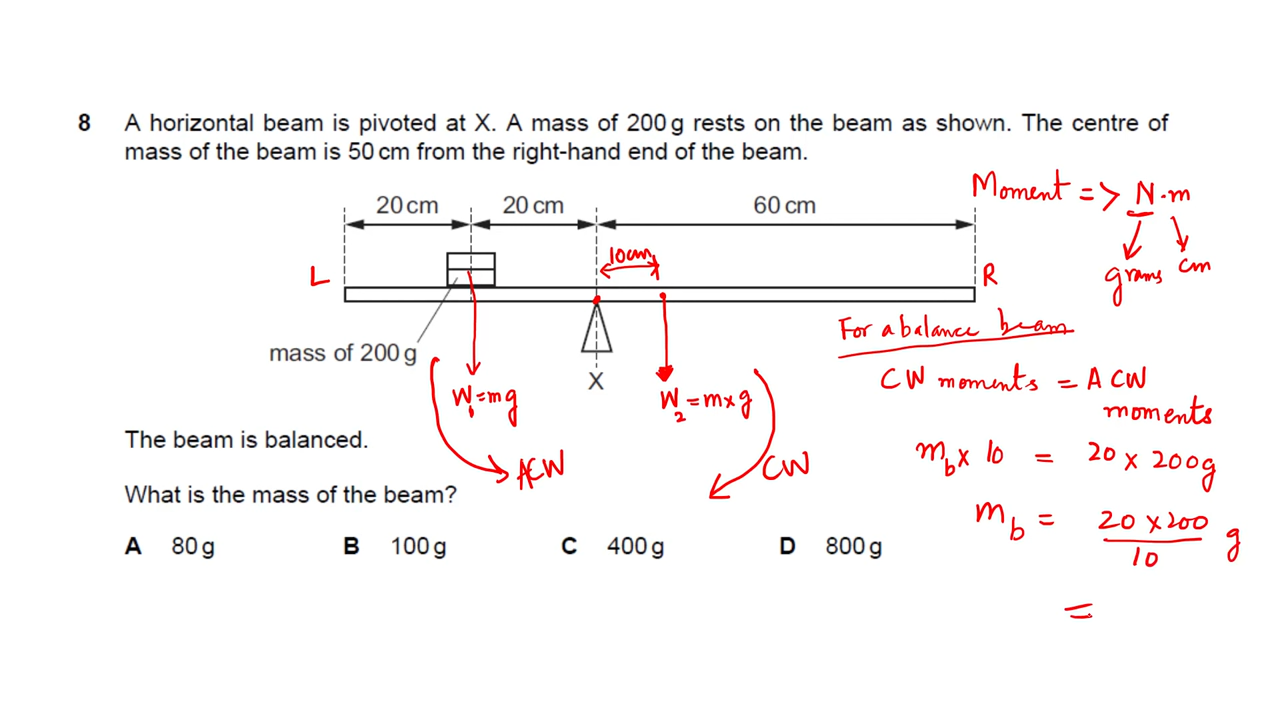 8 A horizontal beam is pivoted at X. A mass of 200 g rests on the beam as shown. The centre of
mass of the beam is 50 cm from the right-hand end of the beam.
20 cm 20 cm 60 cm
Moment => N.m
grams cm
10cm
L R
mass of 200 g
X
For a balance beam
CW moments = ACW
moments
W1=mg
W2=mxg
ACW
CW
The beam is balanced.
mb x 10 = 20 x 200g
What is the mass of the beam?
mb = 20 x 200
10 g
=
A 80 g B 100 g C 400 g D 800 g